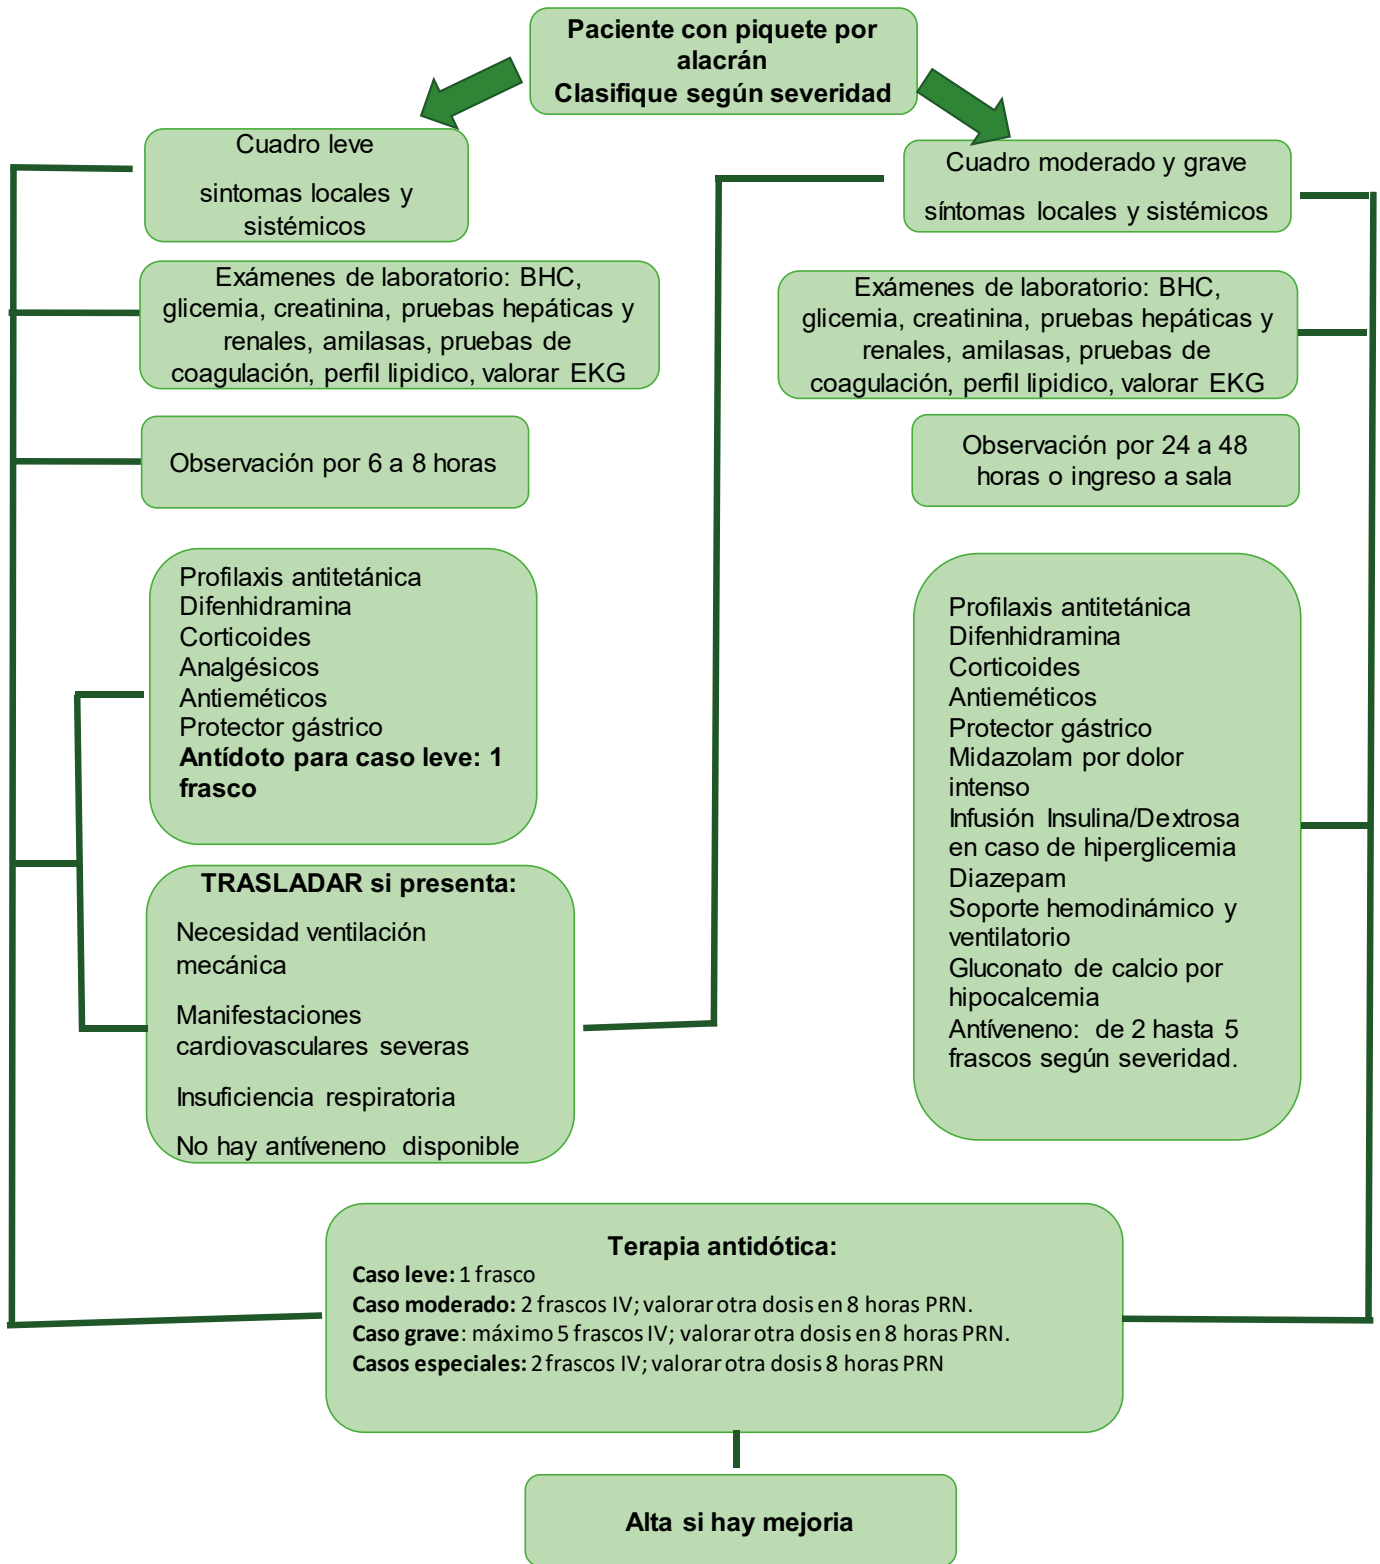 Paciente con piquete por
alacrán
Clasifique según severidad
Cuadro leve
sintomas locales y
sistémicos
Exámenes de laboratorio: BHC,
glicemia, creatinina, pruebas hepáticas y
renales, amilasas, pruebas de
coagulación, perfil lipidico, valorar EKG
Observación por 6 a 8 horas
Profilaxis antitetánica
Difenhidramina
Corticoides
Analgésicos
Antieméticos
Protector gástrico
Antídoto para caso leve: 1
frasco
TRASLADAR si presenta:
Necesidad ventilación
mecánica
Manifestaciones
cardiovasculares severas
Insuficiencia respiratoria
No hay antíveneno disponible
Cuadro moderado y grave
síntomas locales y sistémicos
Exámenes de laboratorio: BHC,
glicemia, creatinina, pruebas hepáticas y
renales, amilasas, pruebas de
coagulación, perfil lipidico, valorar EKG
Observación por 24 a 48
horas o ingreso a sala
Profilaxis antitetánica
Difenhidramina
Corticoides
Antieméticos
Protector gástrico
Midazolam por dolor
intenso
Infusión Insulina/Dextrosa
en caso de hiperglicemia
Diazepam
Soporte hemodinámico y
ventilatorio
Gluconato de calcio por
hipocalcemia
Antíveneno: de 2 hasta 5
frascos según severidad.
Terapia antidótica:
Caso leve: 1 frasco
Caso moderado: 2 frascos IV; valorar otra dosis en 8 horas PRN.
Caso grave: máximo 5 frascos IV; valorar otra dosis en 8 horas PRN.
Casos especiales: 2 frascos IV; valorar otra dosis 8 horas PRN
Alta si hay mejoria